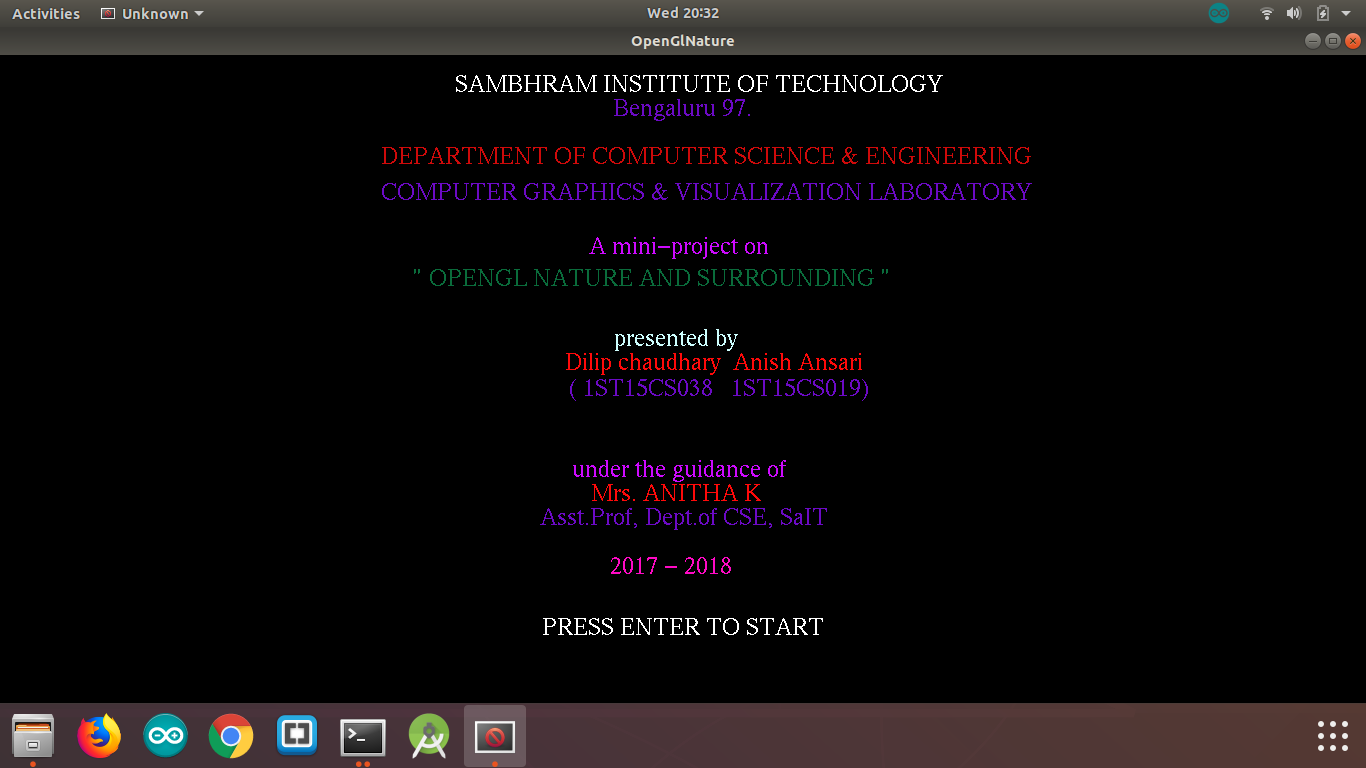 Activities Unknown Wed 20:32
OpenGlNature
SAMBHRAM INSTITUTE OF TECHNOLOGY
Bengaluru 97.
DEPARTMENT OF COMPUTER SCIENCE & ENGINEERING
COMPUTER GRAPHICS & VISUALIZATION LABORATORY
A mini-project on
" OPENGL NATURE AND SURROUNDING "
presented by
Dilip chaudhary Anish Ansari
( 1ST15CS038 1ST15CS019)
under the guidance of
Mrs. ANITHA K
Asst.Prof, Dept.of CSE, SaIT
2017 - 2018
PRESS ENTER TO START